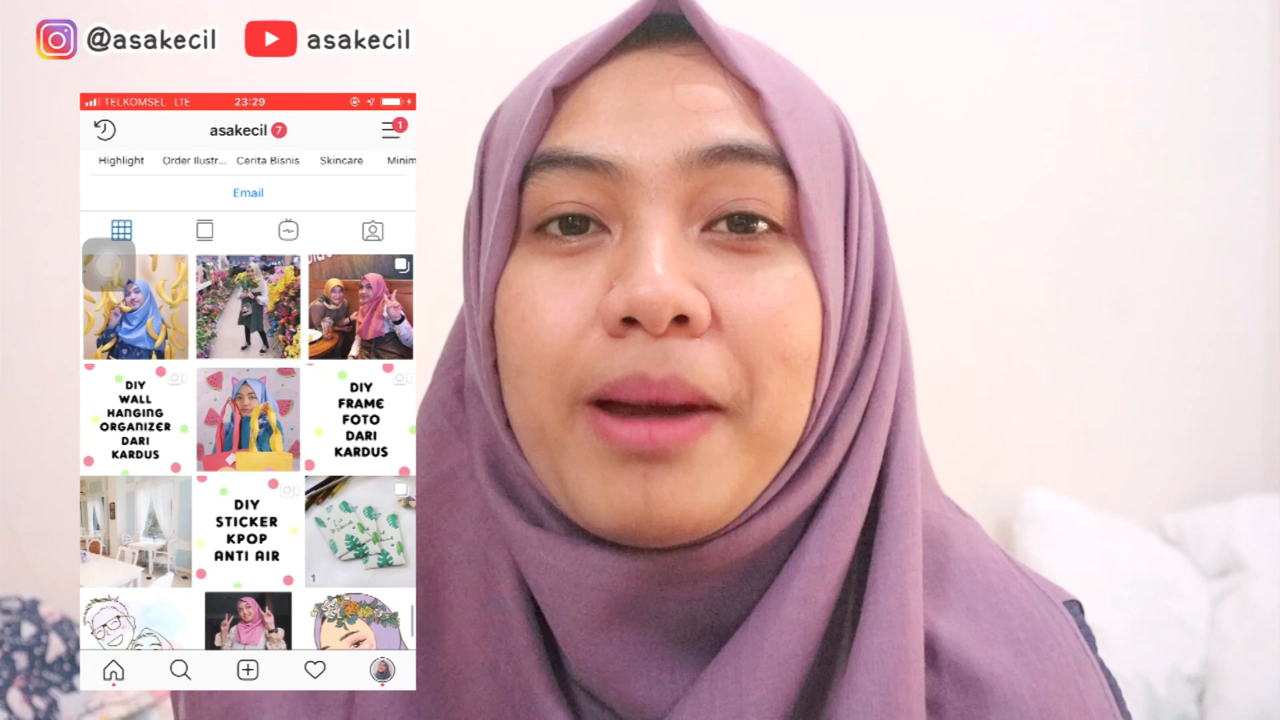 @asakecil
asakecil
TELKOMSEL LTE
23:29
asakecil 7
1
Highlight
Order Ilustr...
Cerita Bisnis
Skincare
Minim
Email
DIY
WALL
HANGING
ORGANIZER
DARI
KARDUS
DIY
FRAME
FOTO
DARI
KARDUS
DIY
STICKER
KPOP
ANTI AIR
1